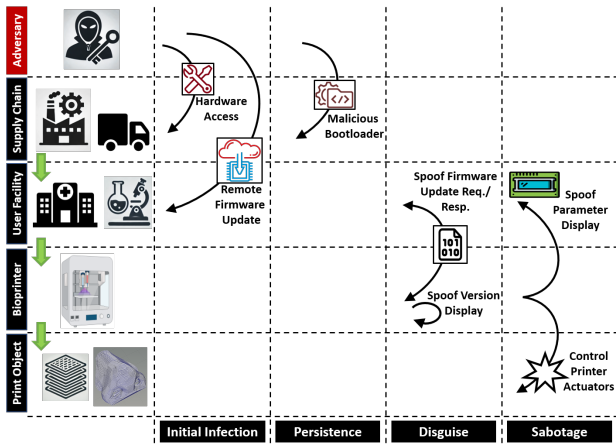 Adversary
Hardware
Access
Malicious
Bootloader
Supply Chain
Remote
Firmware
Update
User Facility
Spoof Firmware
Update Req./
Resp.
Spoof
Parameter
Display
101
010
Bioprinter
Spoof Version
Display
Print Object
Control
Printer
Actuators
Initial Infection
Persistence
Disguise
Sabotage